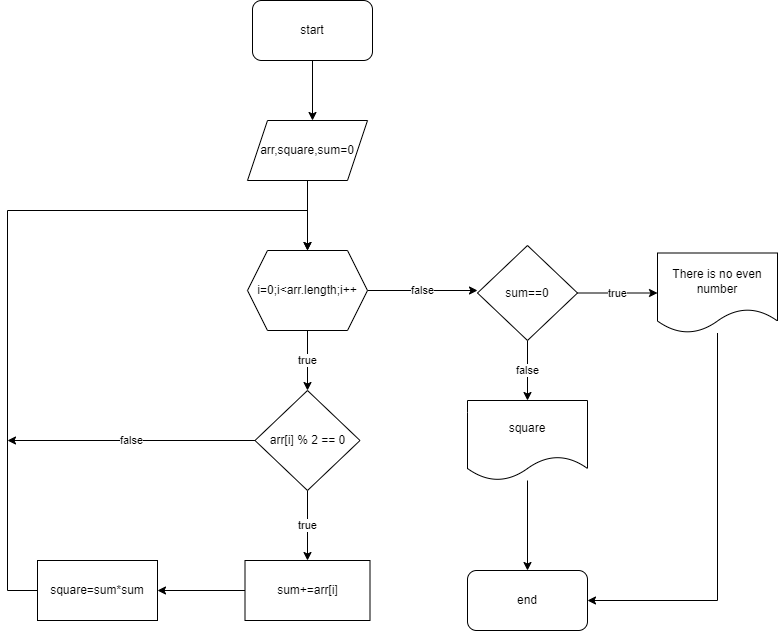 start
arr,square,sum=0
i=0;i<arr.length;i++
false
sum==0
true
There is no even
number
true
false
arr[i] % 2 == 0
false
square
true
square=sum*sum
sum+=arr[i]
end